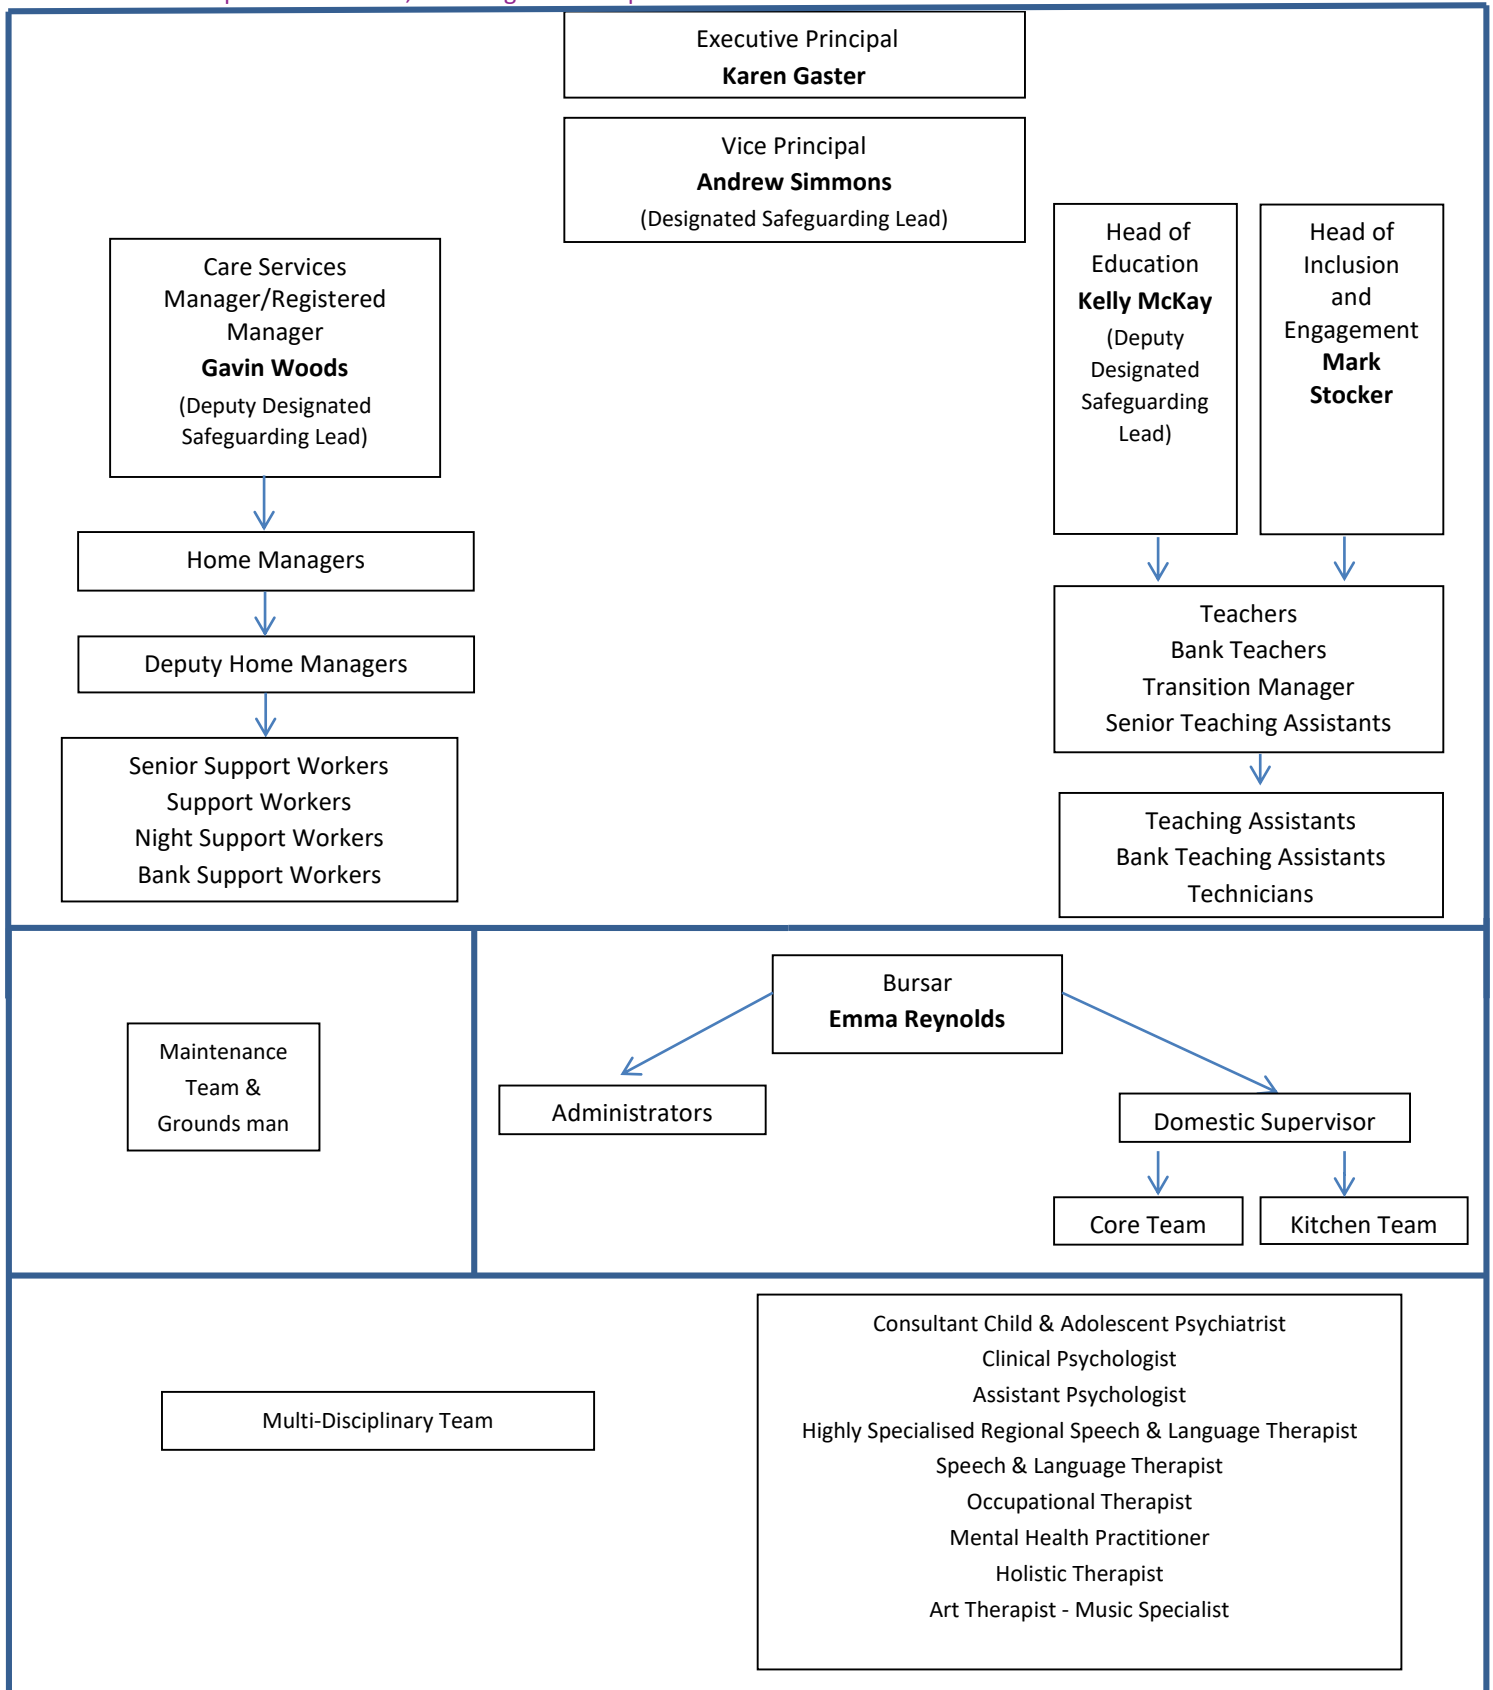 Executive Principal
Karen Gaster
Vice Principal
Andrew Simmons
(Designated Safeguarding Lead)
Care Services
Manager/Registered
Manager
Gavin Woods
(Deputy Designated
Safeguarding Lead)
Head of
Education
Kelly McKay
(Deputy
Designated
Safeguarding
Lead)
Head of
Inclusion
and
Engagement
Mark
Stocker
Home Managers
Deputy Home Managers
Senior Support Workers
Support Workers
Night Support Workers
Bank Support Workers
Teachers
Bank Teachers
Transition Manager
Senior Teaching Assistants
Teaching Assistants
Bank Teaching Assistants
Technicians
Maintenance
Team &
Grounds man
Bursar
Emma Reynolds
Administrators
Domestic Supervisor
Core Team
Kitchen Team
Multi-Disciplinary Team
Consultant Child & Adolescent Psychiatrist
Clinical Psychologist
Assistant Psychologist
Highly Specialised Regional Speech & Language Therapist
Speech & Language Therapist
Occupational Therapist
Mental Health Practitioner
Holistic Therapist
Art Therapist - Music Specialist